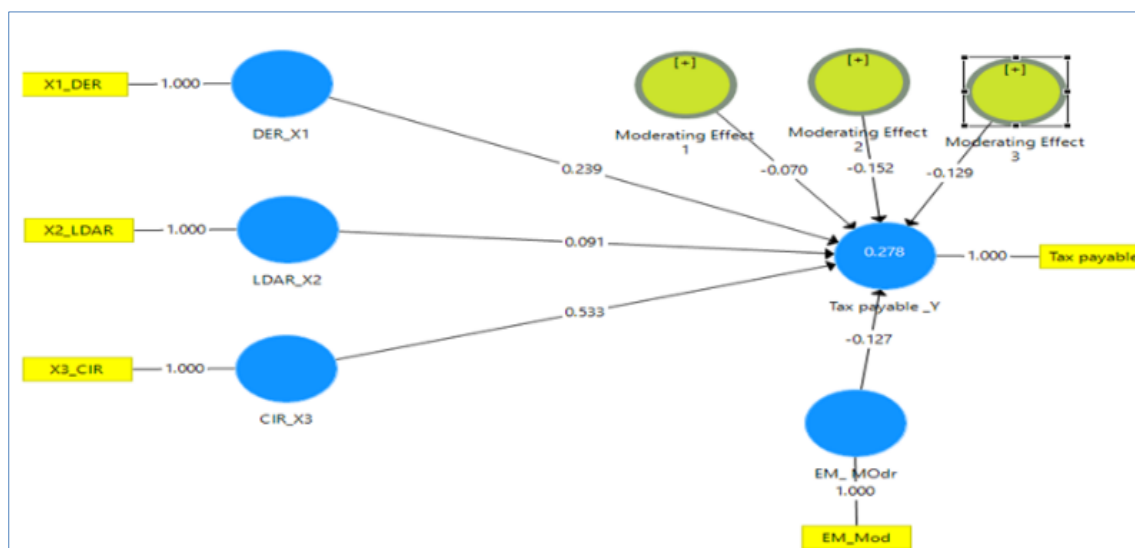 X1_DER
1.000
DER_X1
[+]
Moderating Effect
1
[+]
Moderating Effect
2
[+]
Moderating Effect
3
0.239
-0.070
-0.152
-0.129
X2_LDAR
1.000
LDAR_X2
0.091
0.278
Tax payable _Y
1.000
Tax payable
0.533
X3_CIR
1.000
CIR_X3
-0.127
EM_ MOdr
1.000
EM_Mod